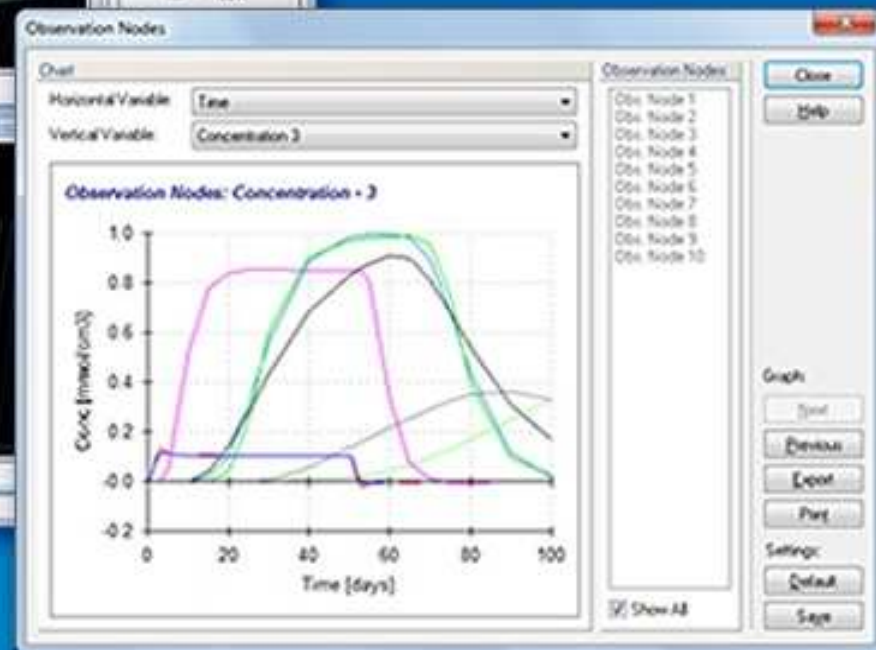 Observation Nodes
Chart
Horizontal Variable:
Time
Vertical Variable:
Concentration 3
Observation Nodes: Concentration - 3
Conc [mmol/cm3]
1.0
0.8
0.6
0.4
0.2
-0.0
-0.2
0 20 40 60 80 100
Time [days]
Observation Nodes
Obs. Node 1
Obs. Node 2
Obs. Node 3
Obs. Node 4
Obs. Node 5
Obs. Node 6
Obs. Node 7
Obs. Node 8
Obs. Node 9
Obs. Node 10
Show All
Close
Help
Graph:
Next
Previous
Export
Print
Settings:
Default
Save